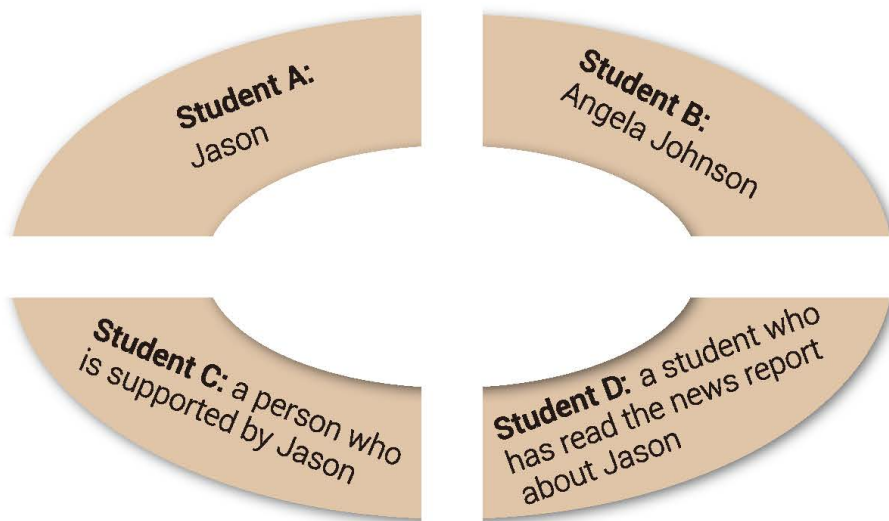 Student A:
Jason
Student B:
Angela Johnson
Student C: a person who
is supported by Jason
Student D: a student who
has read the news report
about Jason